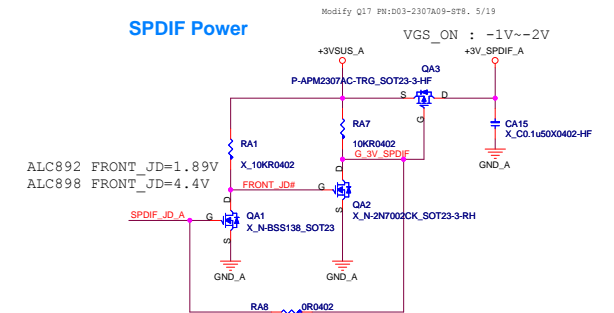 Modify Q17 PN:D03-2307A09-ST8. 5/19
SPDIF Power
VGS_ON : -1V~-2V
+3VSUS_A
+3V_SPDIF_A
QA3
P-APM2307AC-TRG_SOT23-3-HF
S
D
G
CA15
X_C0.1u50X0402-HF
GND_A
RA1
X_10KR0402
RA7
10KR0402
G_3V_SPDIF
ALC892 FRONT_JD=1.89V
ALC898 FRONT_JD=4.4V
FRONT_JD#
D
G
S
QA2
X_N-2N7002CK_SOT23-3-RH
SPDIF_JD_A
D
G
S
QA1
X_N-BSS138_SOT23
GND_A
GND_A
RA8
0R0402